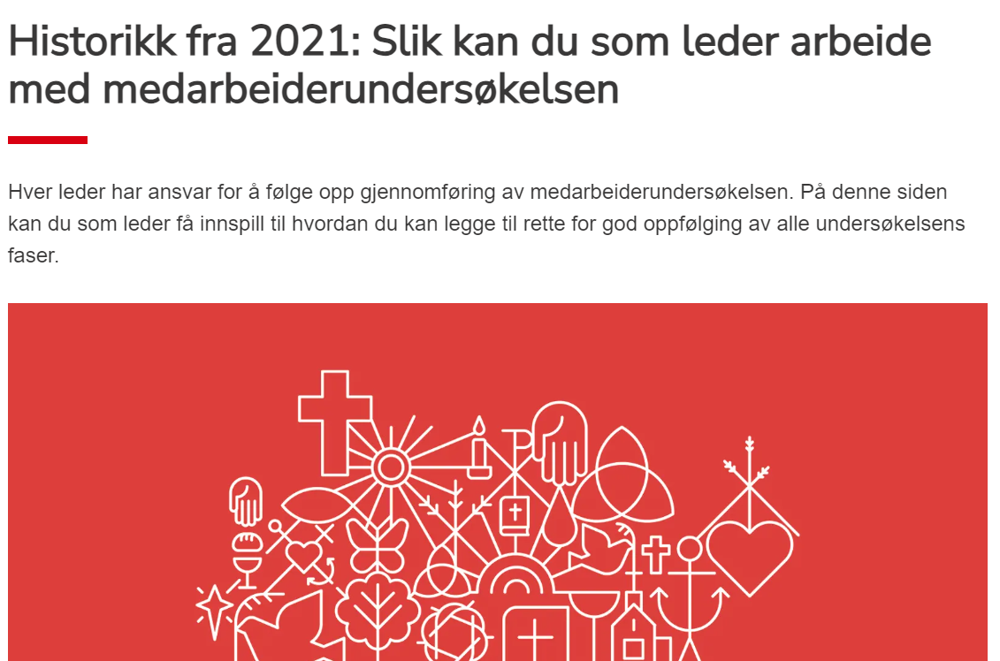 Historikk fra 2021: Slik kan du som leder arbeide
med medarbeiderundersøkelsen
Hver leder har ansvar for å følge opp gjennomføring av medarbeiderundersøkelsen. På denne siden
kan du som leder få innspill til hvordan du kan legge til rette for god oppfølging av alle undersøkelsens
faser.